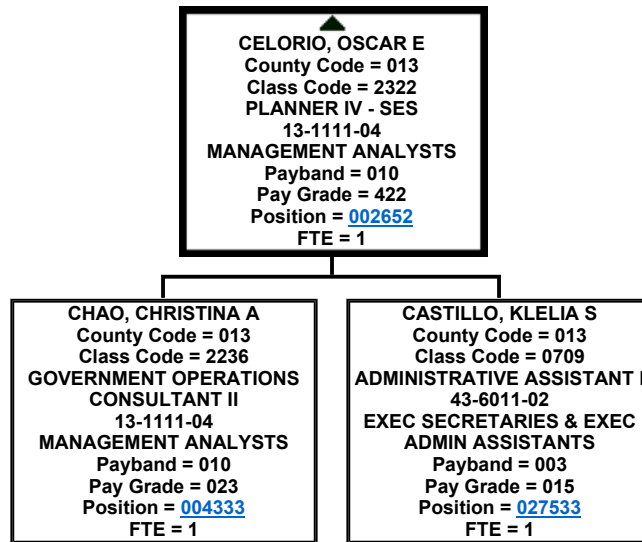 CELORIO, OSCAR E
County Code = 013
Class Code = 2322
PLANNER IV - SES
13-1111-04
MANAGEMENT ANALYSTS
Payband = 010
Pay Grade = 422
Position = 002652
FTE = 1
CHAO, CHRISTINA A
County Code = 013
Class Code = 2236
GOVERNMENT OPERATIONS
CONSULTANT II
13-1111-04
MANAGEMENT ANALYSTS
Payband = 010
Pay Grade = 023
Position = 004333
FTE = 1
CASTILLO, KLELIA S
County Code = 013
Class Code = 0709
ADMINISTRATIVE ASSISTANT
43-6011-02
EXEC SECRETARIES & EXEC
ADMIN ASSISTANTS
Payband = 003
Pay Grade = 015
Position = 027533
FTE = 1